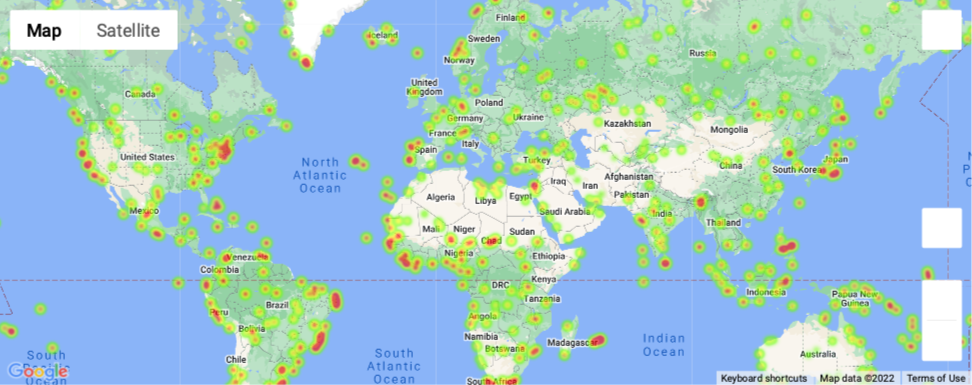 Map Satellite
Finland
Iceland
Sweden
Russia
Norway
United
Kingdom
Canada
Poland
Germany
Ukraine
Kazakhstan
France
Mongolia
Italy
Spain
United States
North
Atlantic
Ocean
Turkey
China
South Korea
Japan
Iraq
Iran
Afghanistan
Pakistan
Algeria
Libya
Egypt
Saudi Arabia
India
Mexico
Mali
Niger
Chad
Sudan
Thailand
Nigeria
Ethiopia
Venezuela
Colombia
Kenya
DRC
Indonesia
Papua New
Guinea
Tanzania
Brazil
Peru
Angola
Bolivia
Namibia
Botswana
Madagascar
Indian
Ocean
Chile
South
Atlantic
Ocean
Australia
South
Google
South Africa
Keyboard shortcuts Map data ©2022 Terms of Use